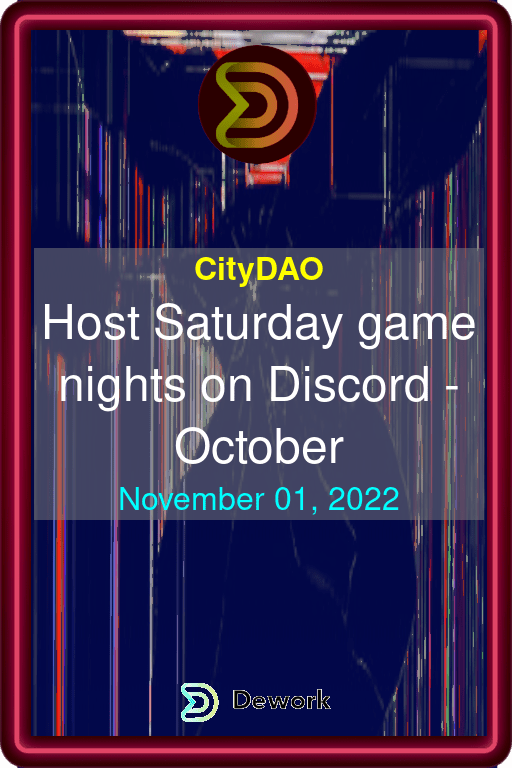 CityDAO
Host Saturday game
nights on Discord -
October
November 01, 2022
Dework